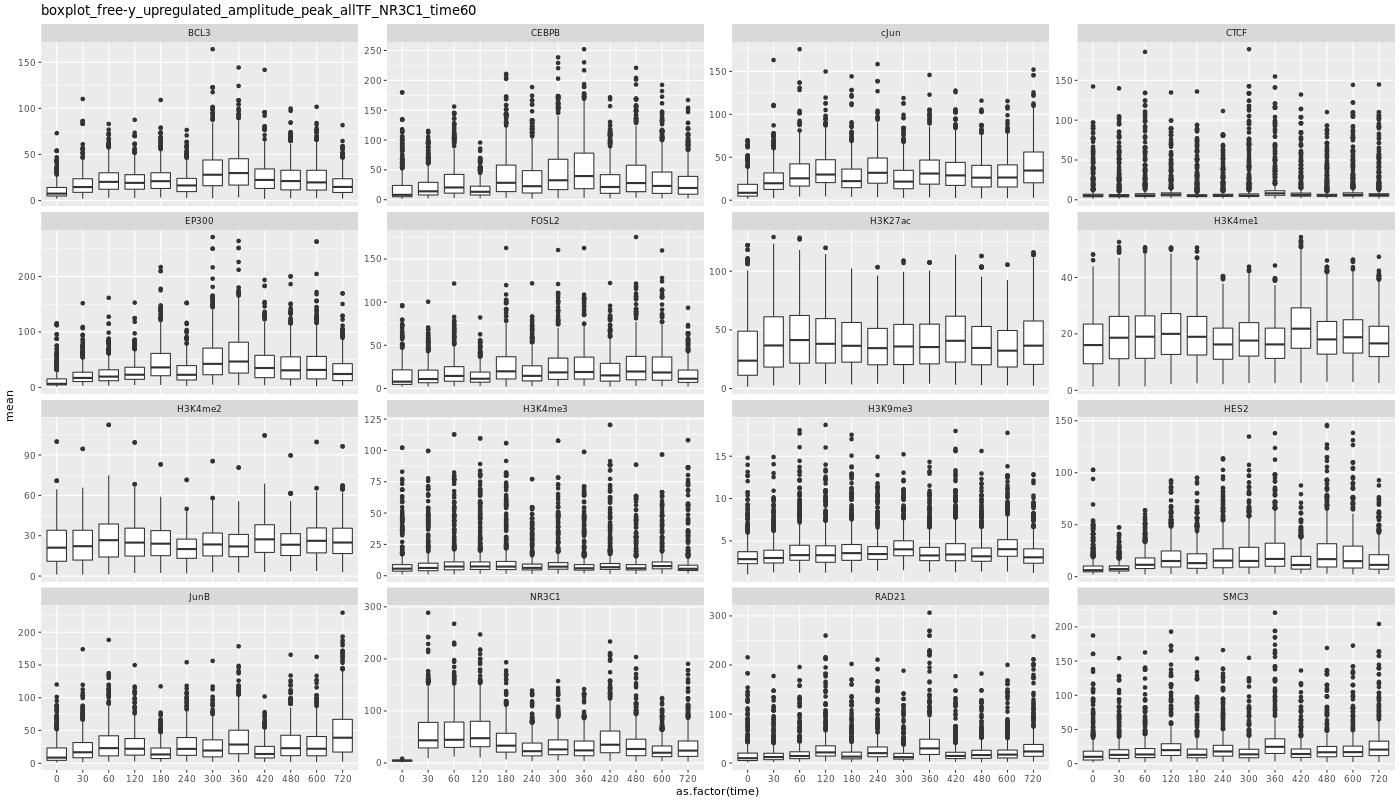 boxplot_free-y_upregulated_amplitude_peak_allTF_NR3C1_time60
BCL3 CEBPB cJun CTCF
150 100 50 0
250 200 150 100 50 0
150 100 50 0
150 100 50 0
EP300 FOSL2 H3K27ac H3K4me1
200 100 0
150 100 50 0
100 50 0
40 20 0
mean
H3K4me2 H3K4me3 H3K9me3 HES2
90 60 30 0
125 100 75 50 25 0
15 10 5
150 100 50 0
JunB NR3C1 RAD21 SMC3
200 150 100 50 0
300 200 100 0
300 200 100 0
200 150 100 50 0
0 30 60 120 180 240 300 360 420 480 600 720
0 30 60 120 180 240 300 360 420 480 600 720
0 30 60 120 180 240 300 360 420 480 600 720
0 30 60 120 180 240 300 360 420 480 600 720
as.factor(time)